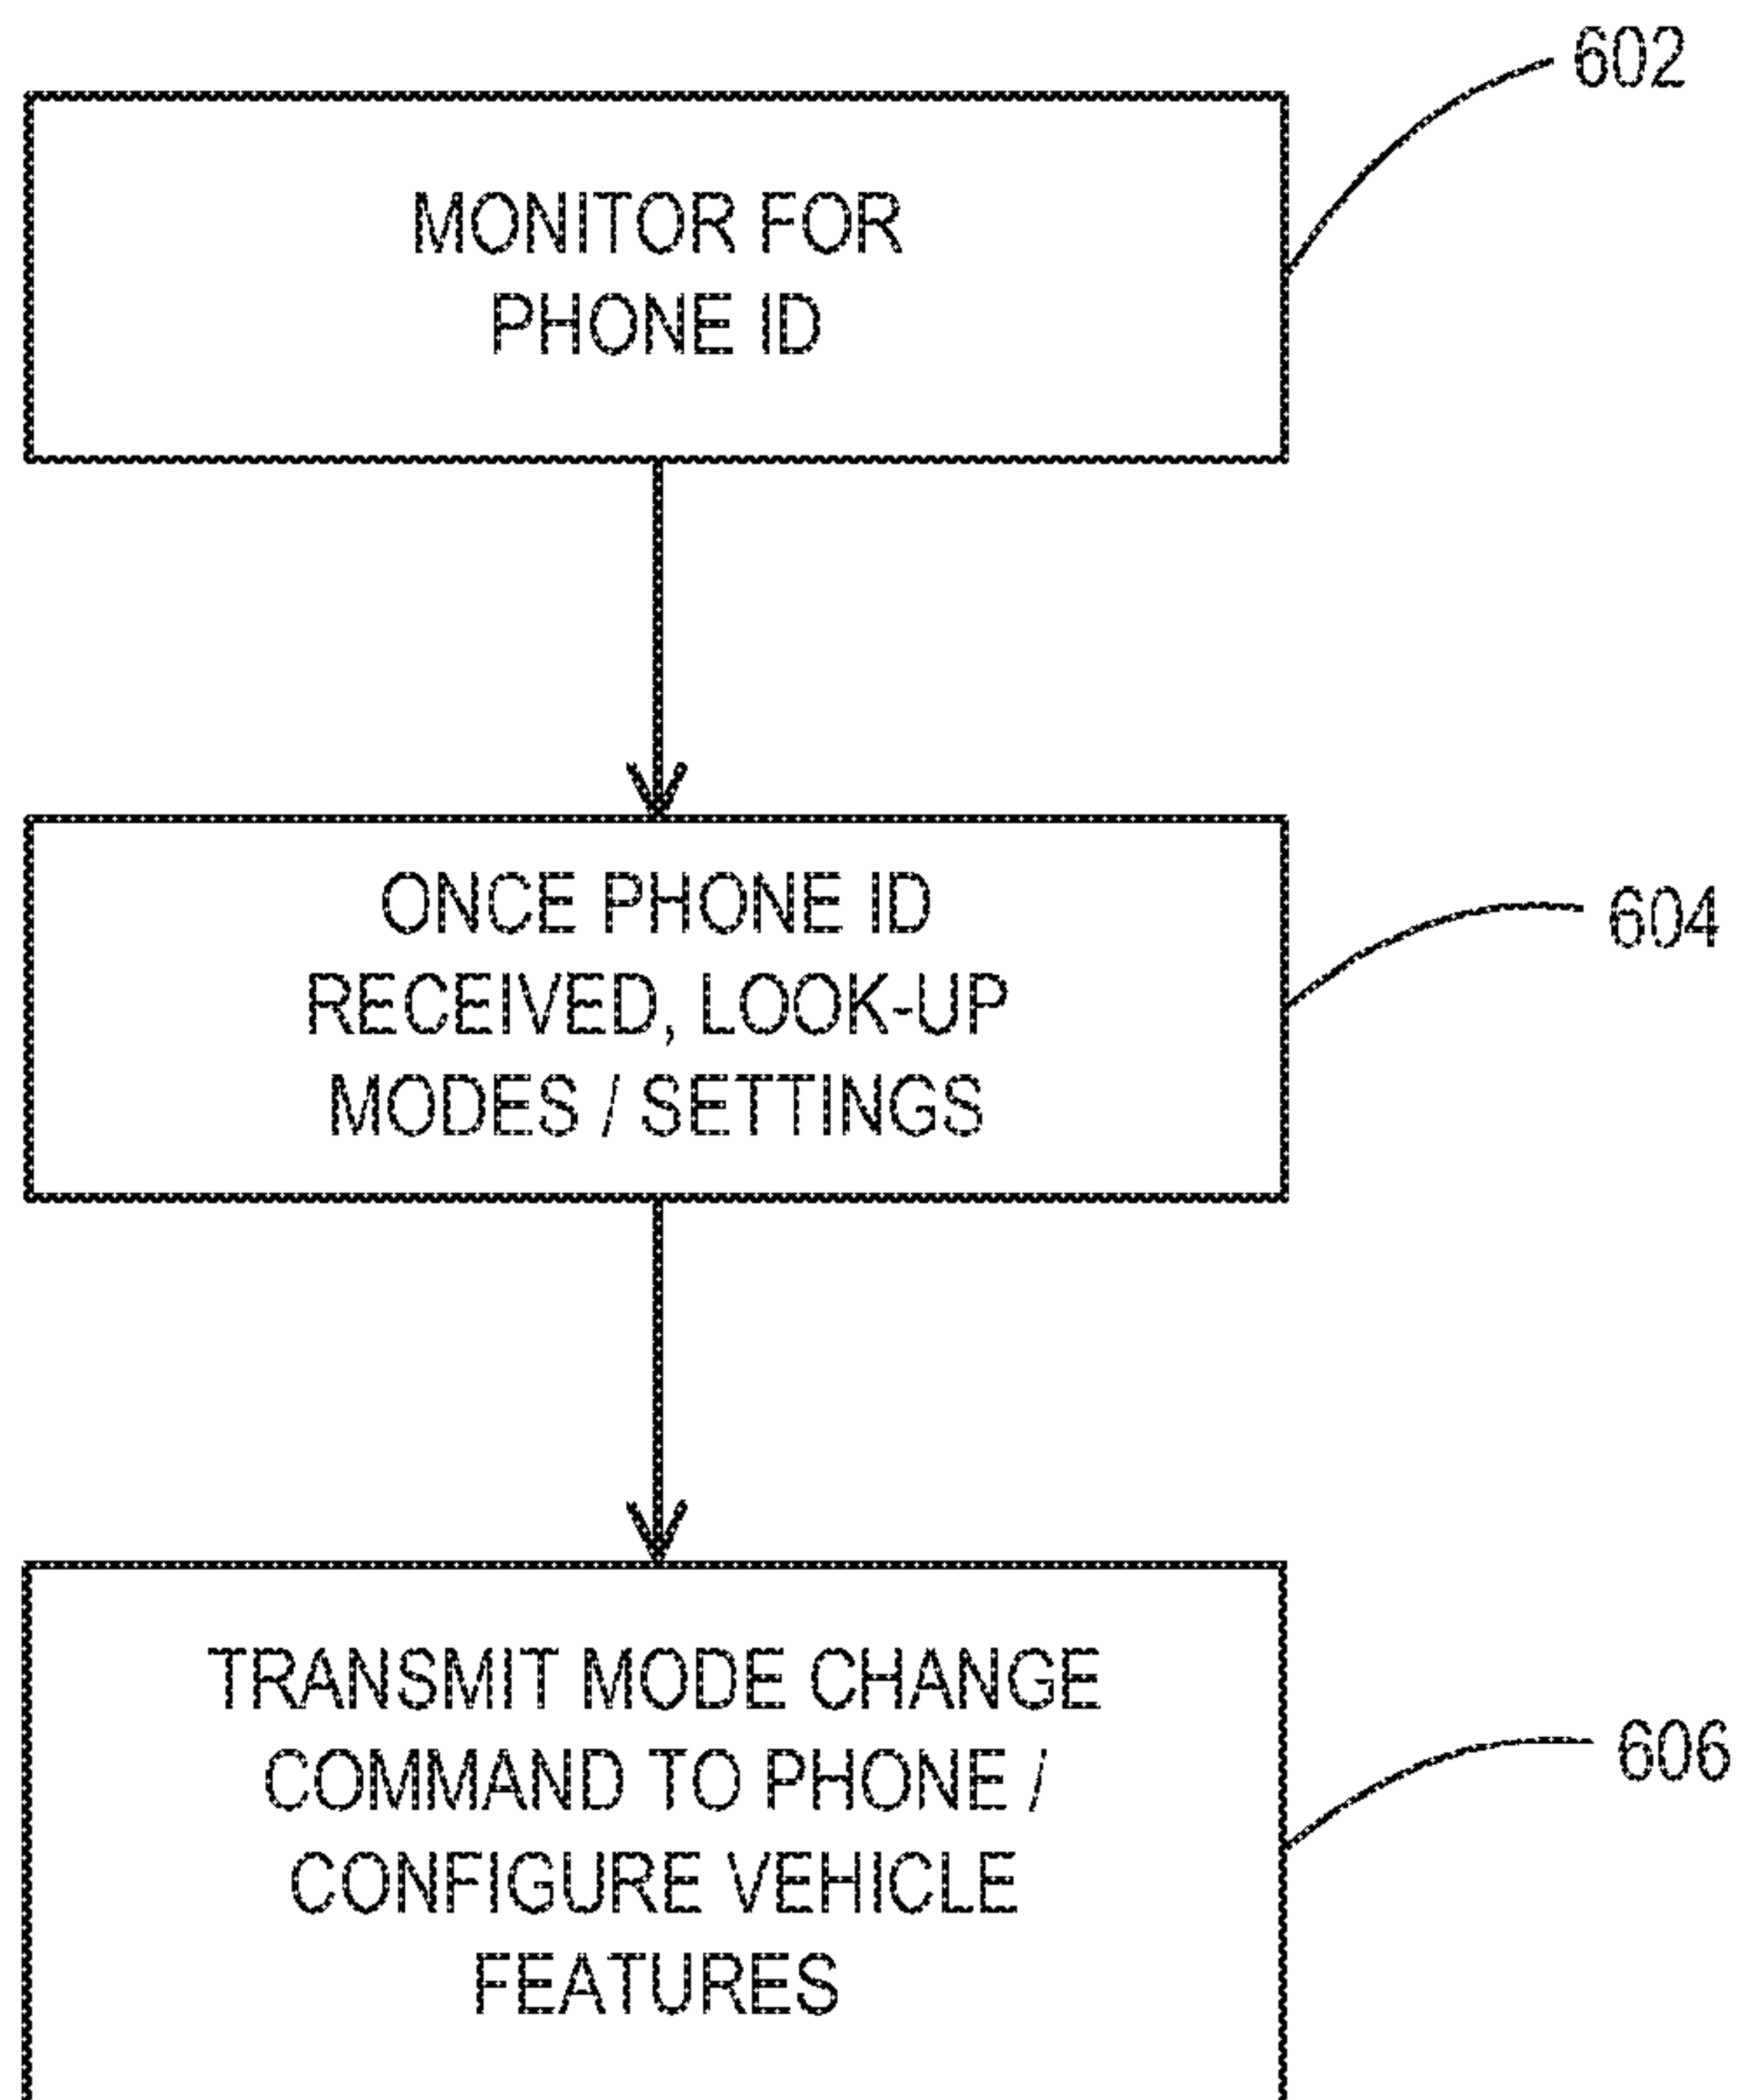 602
MONITOR FOR
PHONE ID
ONCE PHONE ID
RECEIVED, LOOK-UP
MODES / SETTINGS
604
TRANSMIT MODE CHANGE
COMMAND TO PHONE /
CONFIGURE VEHICLE
FEATURES
606